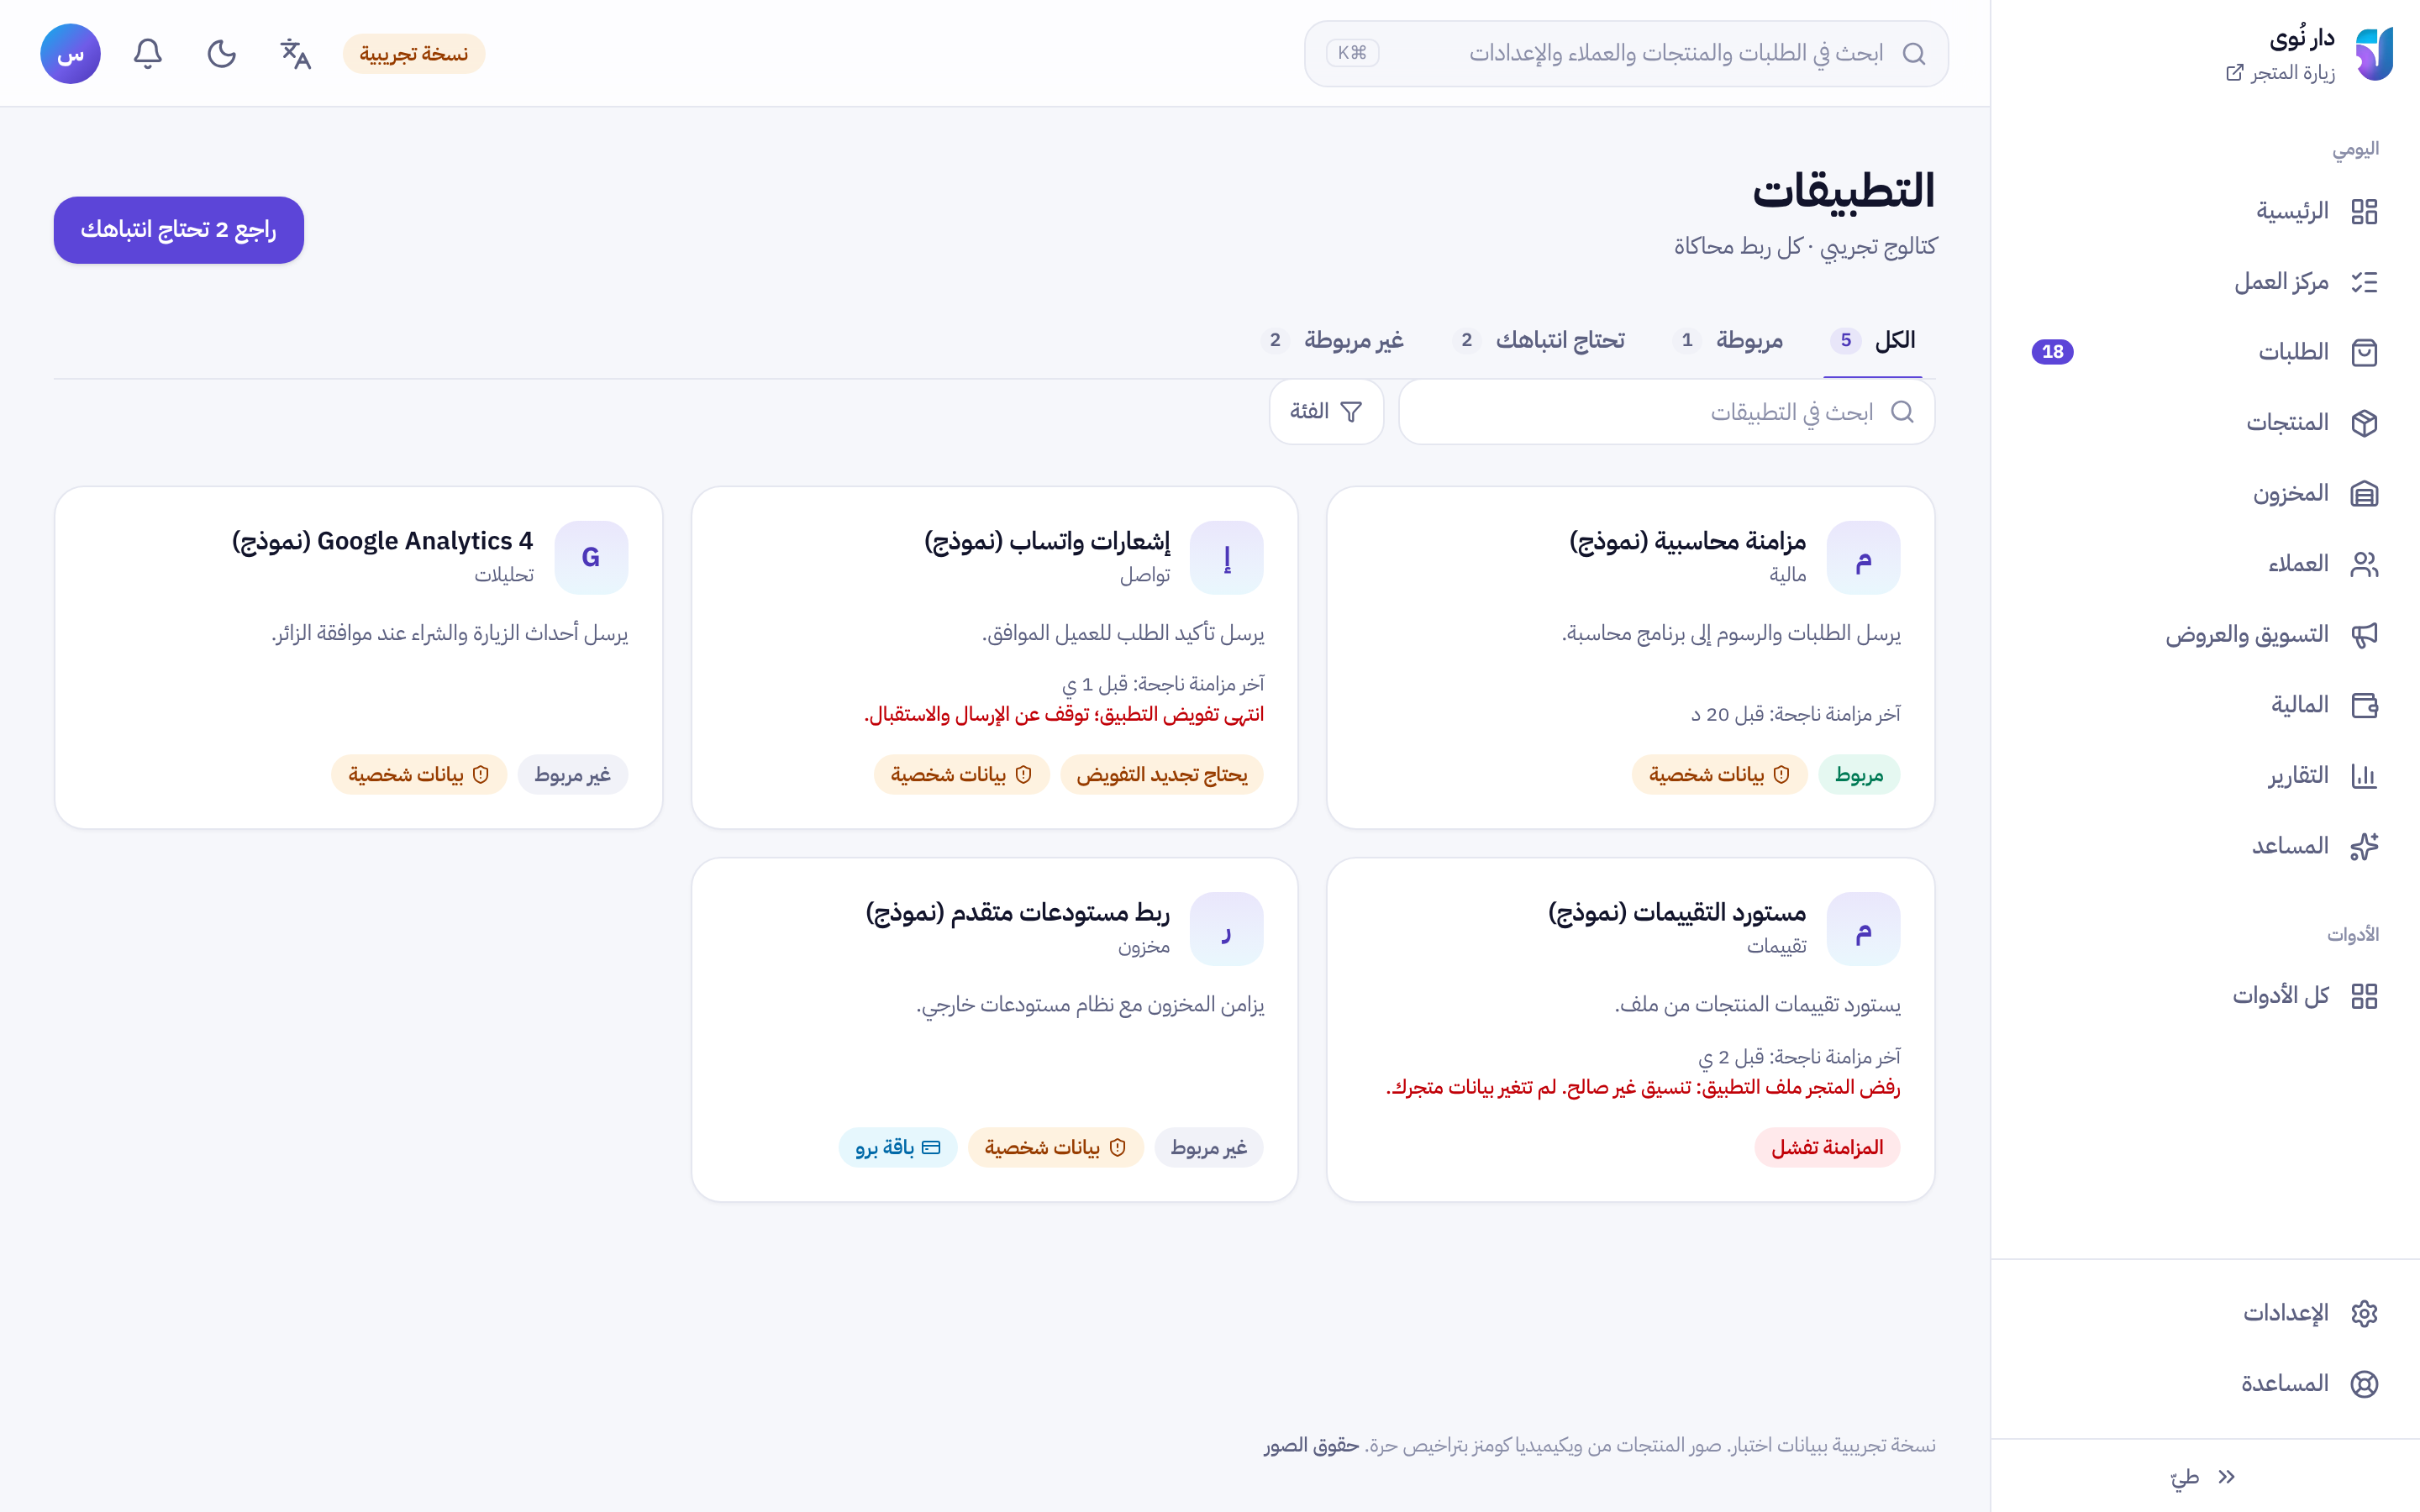 دار نُوى
زيارة المتجر
اليومي
الرئيسية
مركز العمل
الطلبات 18
المنتجات
المخزون
العملاء
التسويق والعروض
المالية
التقارير
المساعد
الأدوات
كل الأدوات
الإعدادات
المساعدة
طيّ
ابحث في الطلبات والمنتجات والعملاء والإعدادات ⌘K
نسخة تجريبية
س
التطبيقات
كتالوج تجريبي · كل ربط محاكاة
راجع 2 تحتاج انتباهك
الكل 5 مربوطة 1 تحتاج انتباهك 2 غير مربوطة 2
ابحث في التطبيقات
الفئة
م
مزامنة محاسبية (نموذج)
مالية
يرسل الطلبات والرسوم إلى برنامج محاسبة.
آخر مزامنة ناجحة: قبل 20 د
مربوط بيانات شخصية
إ
إشعارات واتساب (نموذج)
تواصل
يرسل تأكيد الطلب للعميل الموافق.
آخر مزامنة ناجحة: قبل 1 ي
انتهى تفويض التطبيق؛ توقف عن الإرسال والاستقبال.
يحتاج تجديد التفويض بيانات شخصية
G
Google Analytics 4 (نموذج)
تحليلات
يرسل أحداث الزيارة والشراء عند موافقة الزائر.
غير مربوط بيانات شخصية
م
مستورد التقييمات (نموذج)
تقييمات
يستورد تقييمات المنتجات من ملف.
آخر مزامنة ناجحة: قبل 2 ي
رفض المتجر ملف التطبيق: تنسيق غير صالح. لم تتغير بيانات متجرك.
المزامنة تفشل
ر
ربط مستودعات متقدم (نموذج)
مخزون
يزامن المخزون مع نظام مستودعات خارجي.
غير مربوط بيانات شخصية باقة برو
نسخة تجريبية ببيانات اختبار. صور المنتجات من ويكيميديا كومنز بتراخيص حرة. حقوق الصور